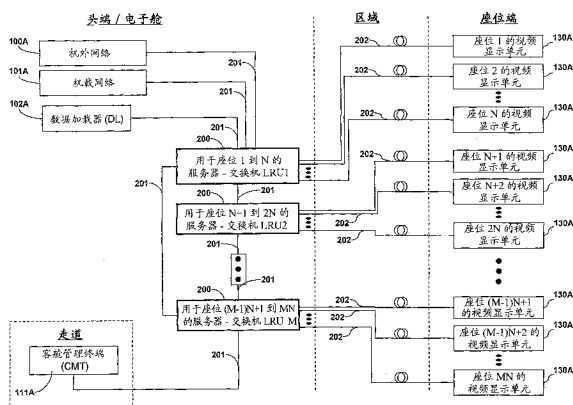 头端 / 电子舱
区域
座位端
100A
机外网络
101A
机载网络
102A
数据加载器 (DL)
201
201
201
200
用于座位 1 到 N 的
服务器 - 交换机 LRU1
201
200
201
用于座位 N+1 到 2N 的
服务器 - 交换机 LRU2
201
201
200
用于座位 (M-1)N+1 到 MN
的服务器 - 交换机 LRU M
201
走道
客舱管理终端
(CMT)
111A
202
202
202
202
202
202
202
202
202
座位 1 的视频
显示单元
130A
座位 2 的视频
显示单元
130A
座位 N 的视频
显示单元
130A
座位 N+1 的视频
显示单元
130A
座位 N+2 的视频
显示单元
130A
座位 2N 的视频
显示单元
130A
座位 (M-1)N+1
的视频显示单元
130A
座位 (M-1)N+2
的视频显示单元
130A
座位 MN 的
视频显示单元
130A